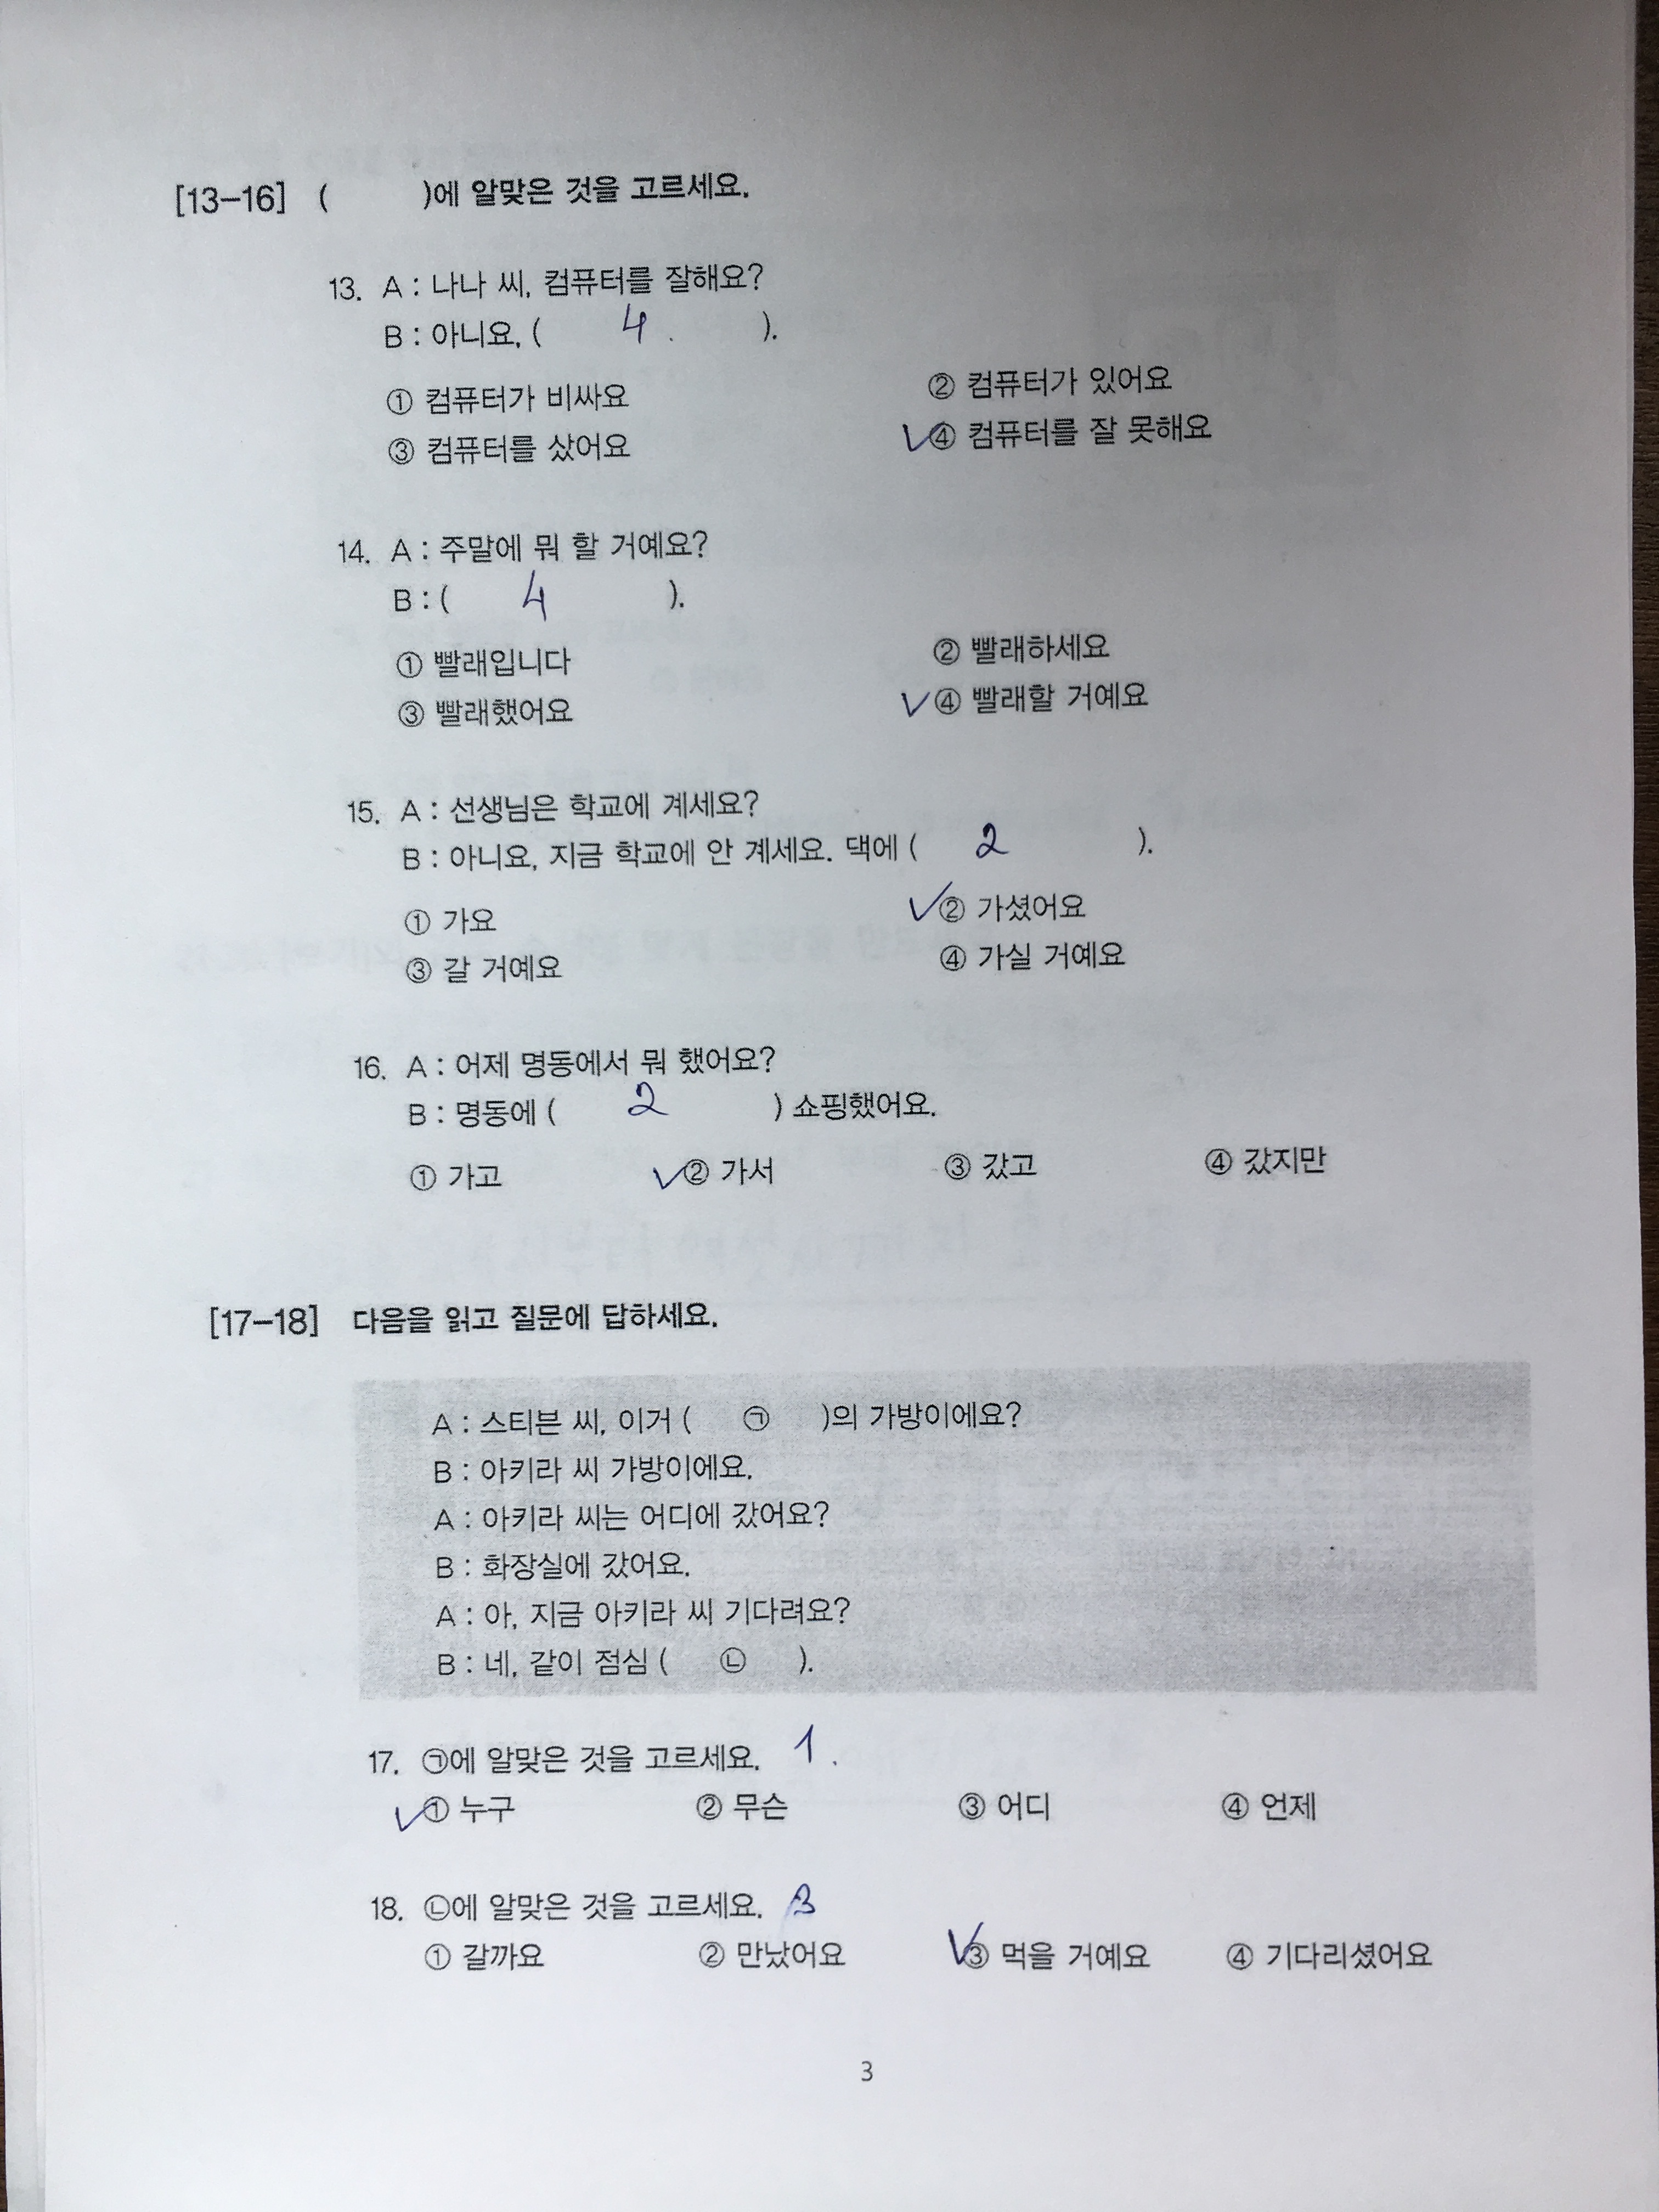 [13-16] (          )에 알맞은 것을 고르세요.
13. A : 나나 씨, 컴퓨터를 잘해요?
B : 아니요, ( 4. ).
① 컴퓨터가 비싸요 ② 컴퓨터가 있어요
③ 컴퓨터를 샀어요 ✓④ 컴퓨터를 잘 못해요
14. A : 주말에 뭐 할 거예요?
B : ( 4 ).
① 빨래입니다 ② 빨래하세요
③ 빨래했어요 ✓④ 빨래할 거예요
15. A : 선생님은 학교에 계세요?
B : 아니요, 지금 학교에 안 계세요. 댁에 ( 2 ).
① 가요 ✓② 가셨어요
③ 갈 거예요 ④ 가실 거예요
16. A : 어제 명동에서 뭐 했어요?
B : 명동에 ( 2 ) 쇼핑했어요.
① 가고 ✓② 가서 ③ 갔고 ④ 갔지만
[17-18] 다음을 읽고 질문에 답하세요.
A : 스티븐 씨, 이거 ( ㉠ )의 가방이에요?
B : 아키라 씨 가방이에요.
A : 아키라 씨는 어디에 갔어요?
B : 화장실에 갔어요.
A : 아, 지금 아키라 씨 기다려요?
B : 네, 같이 점심 ( ㉡ ).
17. ㉠에 알맞은 것을 고르세요. 1.
✓① 누구 ② 무슨 ③ 어디 ④ 언제
18. ㉡에 알맞은 것을 고르세요. 3
① 갈까요 ② 만났어요 ✓③ 먹을 거예요 ④ 기다리셨어요
3